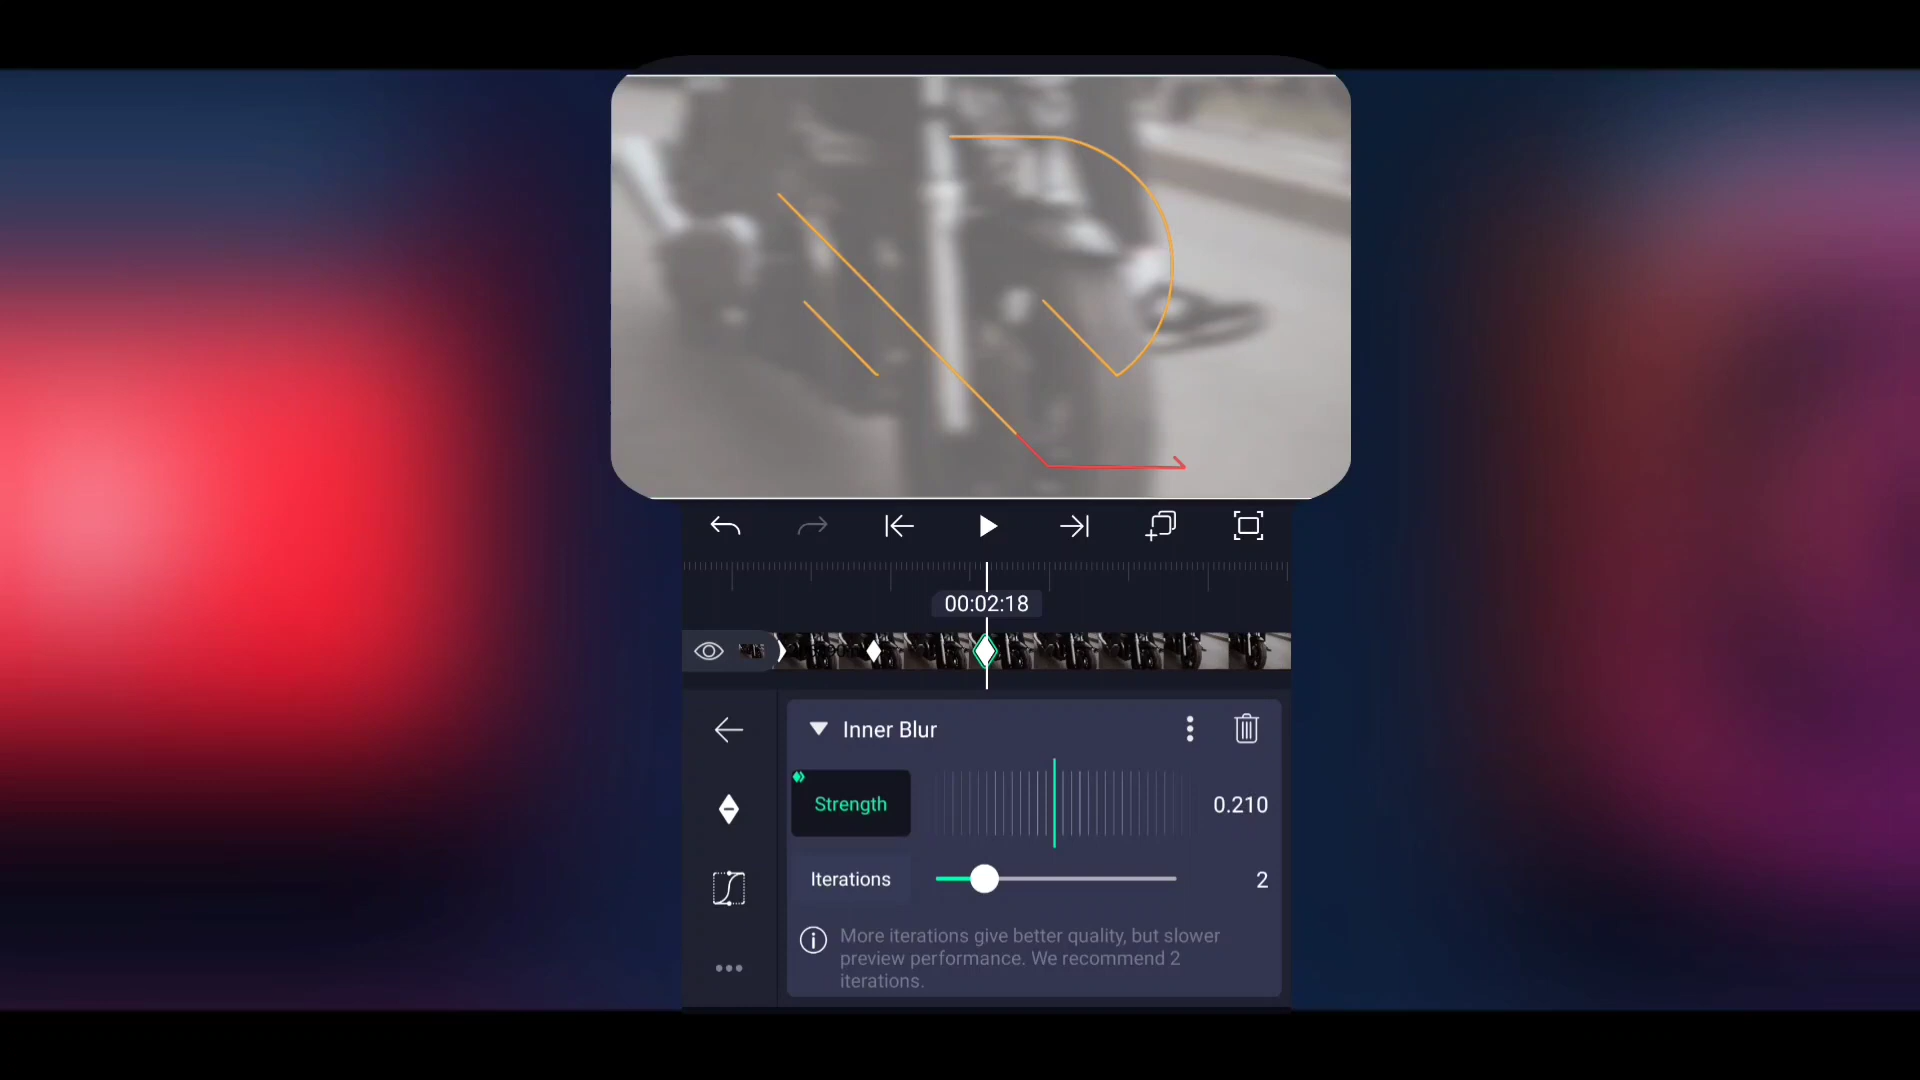 00:02:18
Inner Blur
Strength
0.210
Iterations
2
More iterations give better quality, but slower
preview performance. We recommend 2
iterations.